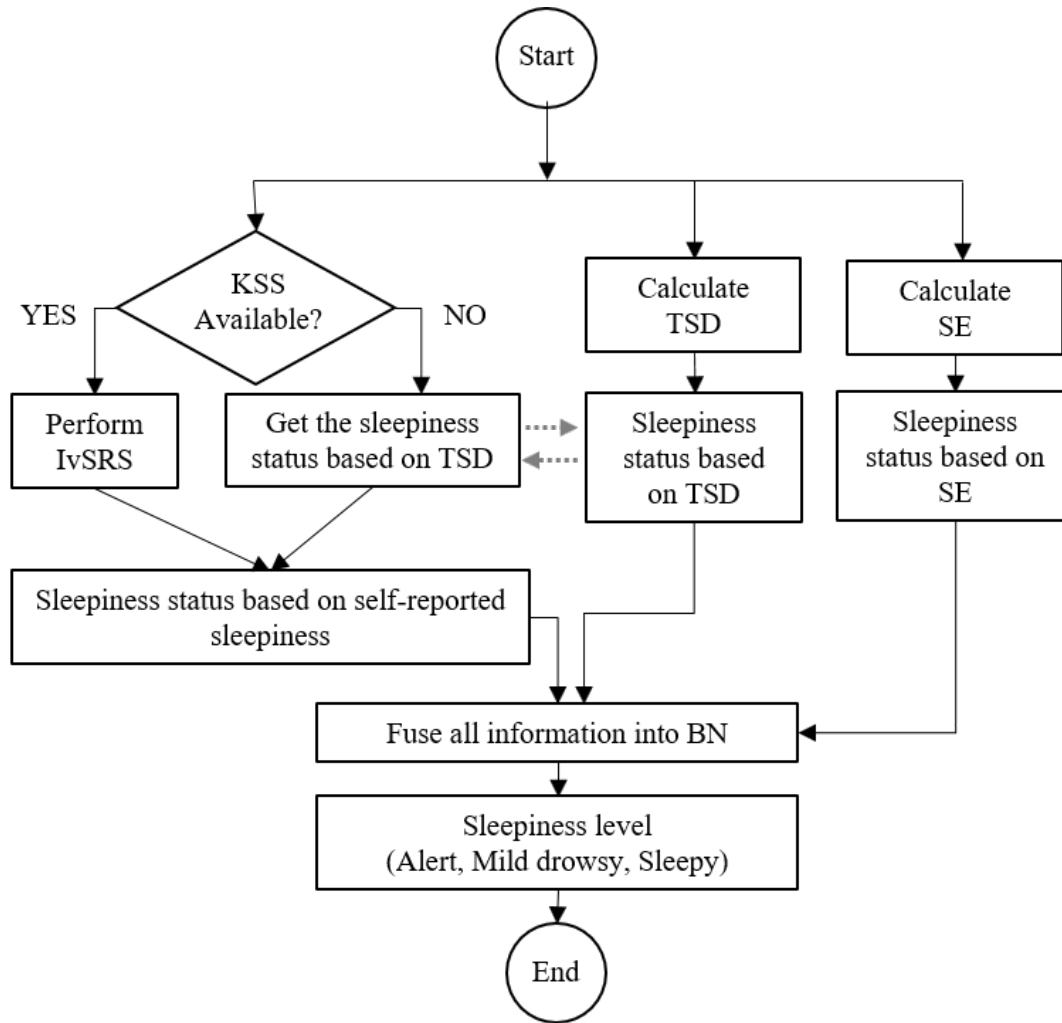 Start
KSS
Available?
YES
NO
Calculate
TSD
Calculate
SE
Perform
IvSRS
Get the sleepiness
status based on TSD
Sleepiness
status based
on TSD
Sleepiness
status based on
SE
Sleepiness status based on self-reported
sleepiness
Fuse all information into BN
Sleepiness level
(Alert, Mild drowsy, Sleepy)
End